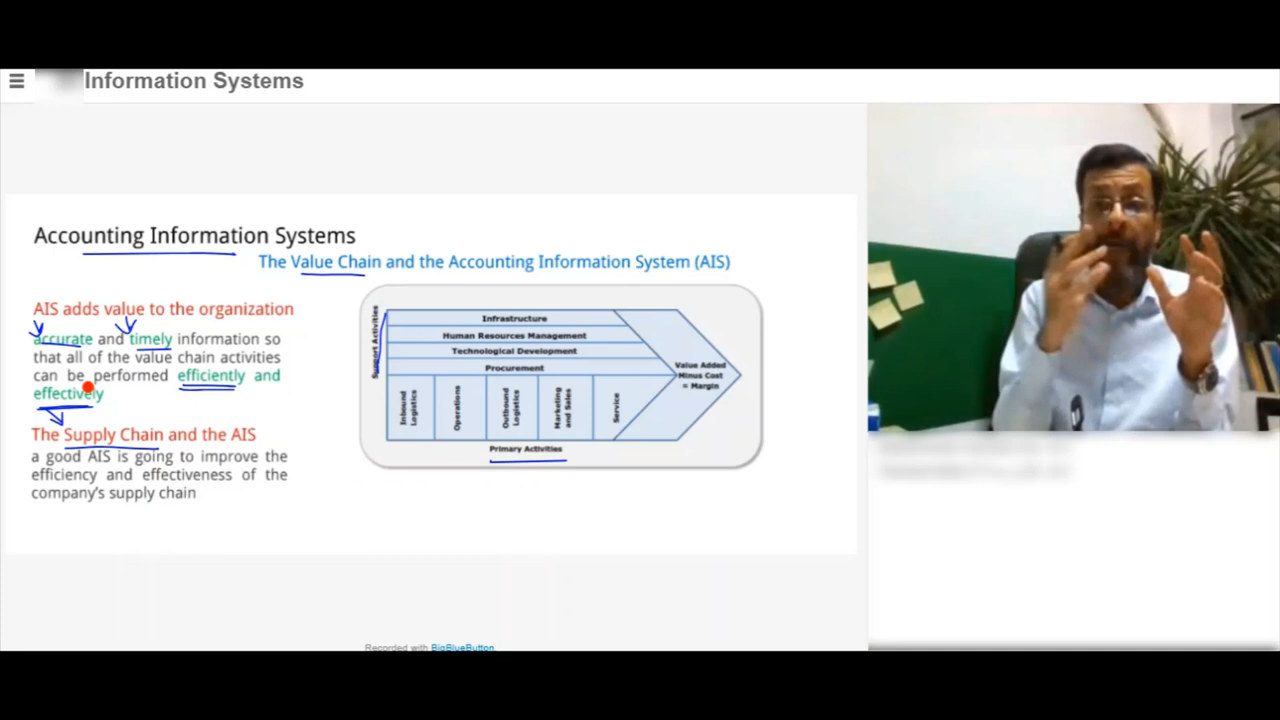 Information Systems
Accounting Information Systems
The Value Chain and the Accounting Information System (AIS)
AIS adds value to the organization
accurate and timely information so
that all of the value chain activities
can be performed efficiently and
effectively
The Supply Chain and the AIS
a good AIS is going to improve the
efficiency and effectiveness of the
company's supply chain
Support Activities
Infrastructure
Human Resources Management
Technological Development
Procurement
Inbound
Logistics
Operations
Outbound
Logistics
Marketing
and Sales
Service
Value Added
Minus Cost
= Margin
Primary Activities
Recorded with BigBlueButton.